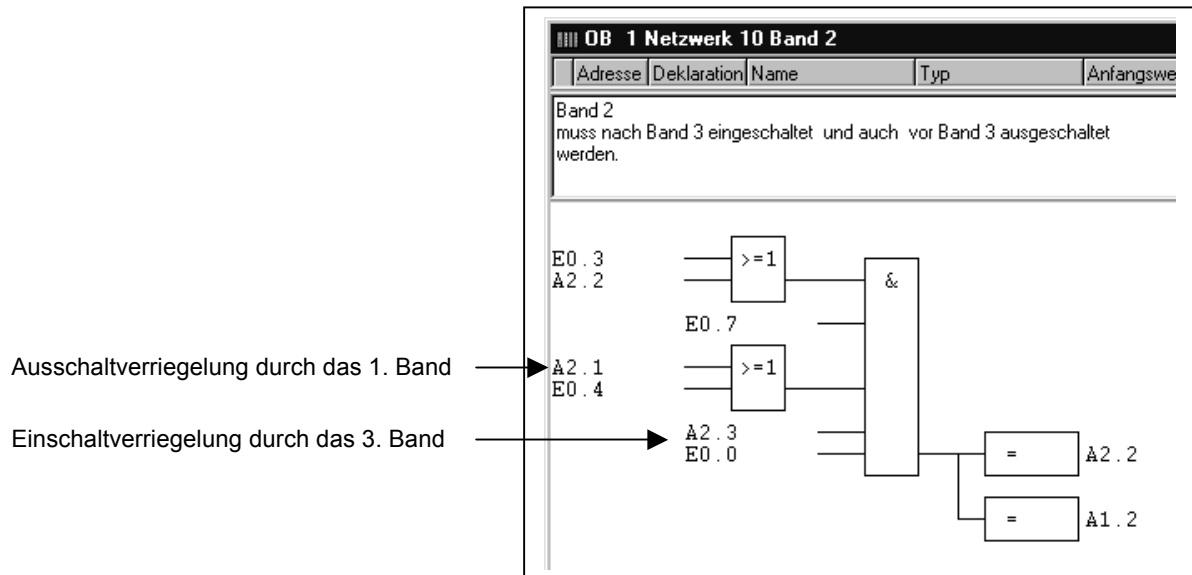 OB 1 Netzwerk 10 Band 2
Adresse Deklaration Name Typ Anfangswe
Band 2
muss nach Band 3 eingeschaltet und auch vor Band 3 ausgeschaltet
werden.
E0.3 >=1
A2.2 &
E0.7
Ausschaltverriegelung durch das 1. Band A2.1 >=1
E0.4
Einschaltverriegelung durch das 3. Band A2.3
E0.0 = A2.2
= A1.2